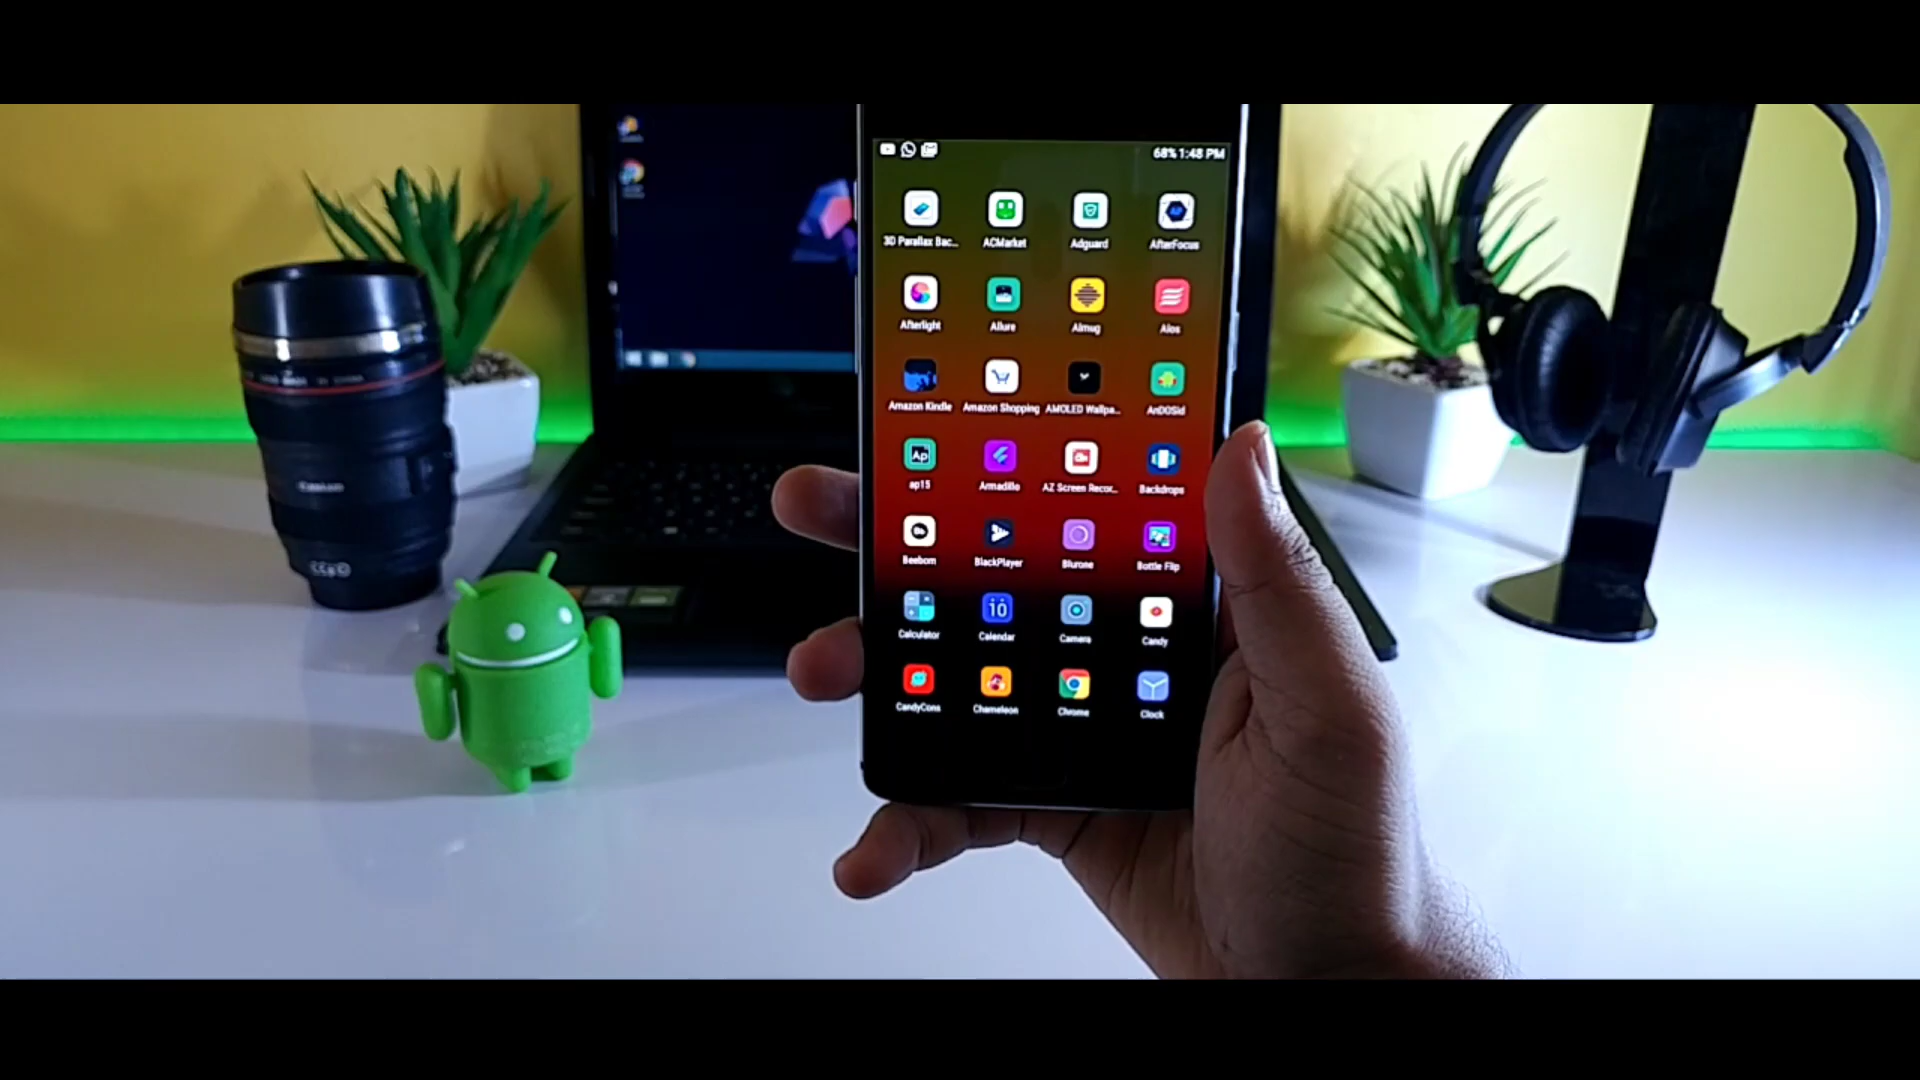 68% 1:48 PM
3D Parallax Bac... ACMarket Adguard AfterFocus
Afterlight Allure Almug Alos
Amazon Kindle Amazon Shopping AMOLED Wallpa... AnDOSid
Ap
ap15 Armadillo AZ Screen Recor... Backdrops
Beebom BlackPlayer Blurone Bottle Flip
10
Calculator Calendar Camera Candy
CandyCons Chameleon Chrome Clock